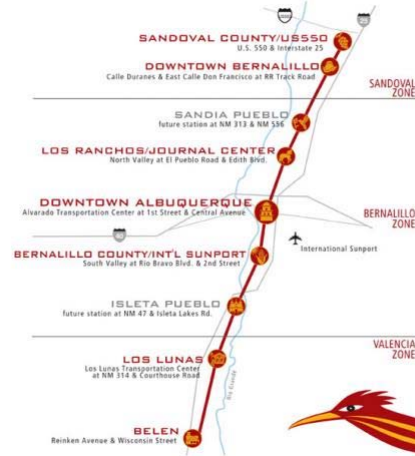 SANDOVAL COUNTY/US550
U.S. 550 & Interstate 25
DOWNTOWN BERNALILLO
Calle Duranes & East Calle Don Francisco at RR Track Road
SANDOVAL
ZONE
SANDIA PUEBLO
future station at NM 313 & NM 556
LOS RANCHOS/JOURNAL CENTER
North Valley at El Pueblo Road & Edith Blvd.
DOWNTOWN ALBUQUERQUE
Alvarado Transportation Center at 1st Street & Central Avenue
BERNALILLO
ZONE
International Sunport
BERNALILLO COUNTY/INT'L SUNPORT
South Valley at Rio Bravo Blvd. & 2nd Street
ISLETA PUEBLO
future station at NM 47 & Isleta Lakes Rd.
VALENCIA
ZONE
LOS LUNAS
Los Lunas Transportation Center
at NM 314 & Courthouse Road
Rio Grande
BELEN
Reinken Avenue & Wisconsin Street